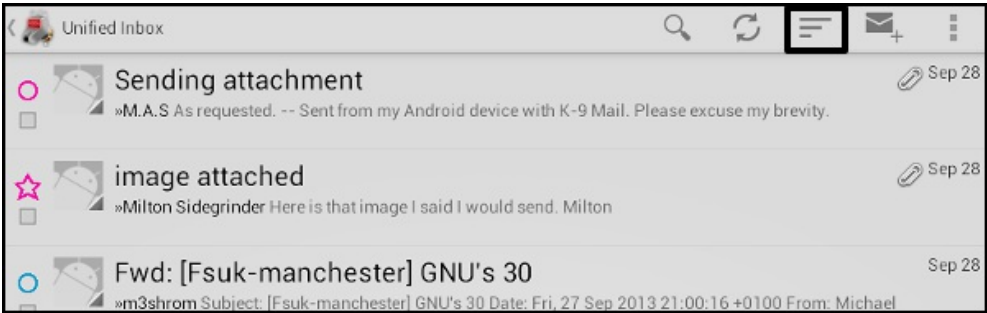 Unified Inbox
Sending attachment
Sep 28
»M.A.S As requested. -- Sent from my Android device with K-9 Mail. Please excuse my brevity.
image attached
Sep 28
»Milton Sidegrinder Here is that image I said I would send. Milton
Fwd: [Fsuk-manchester] GNU's 30
Sep 28
»m3shrom Subject: [Fsuk-manchester] GNU's 30 Date: Fri, 27 Sep 2013 21:00:16 +0100 From: Michael